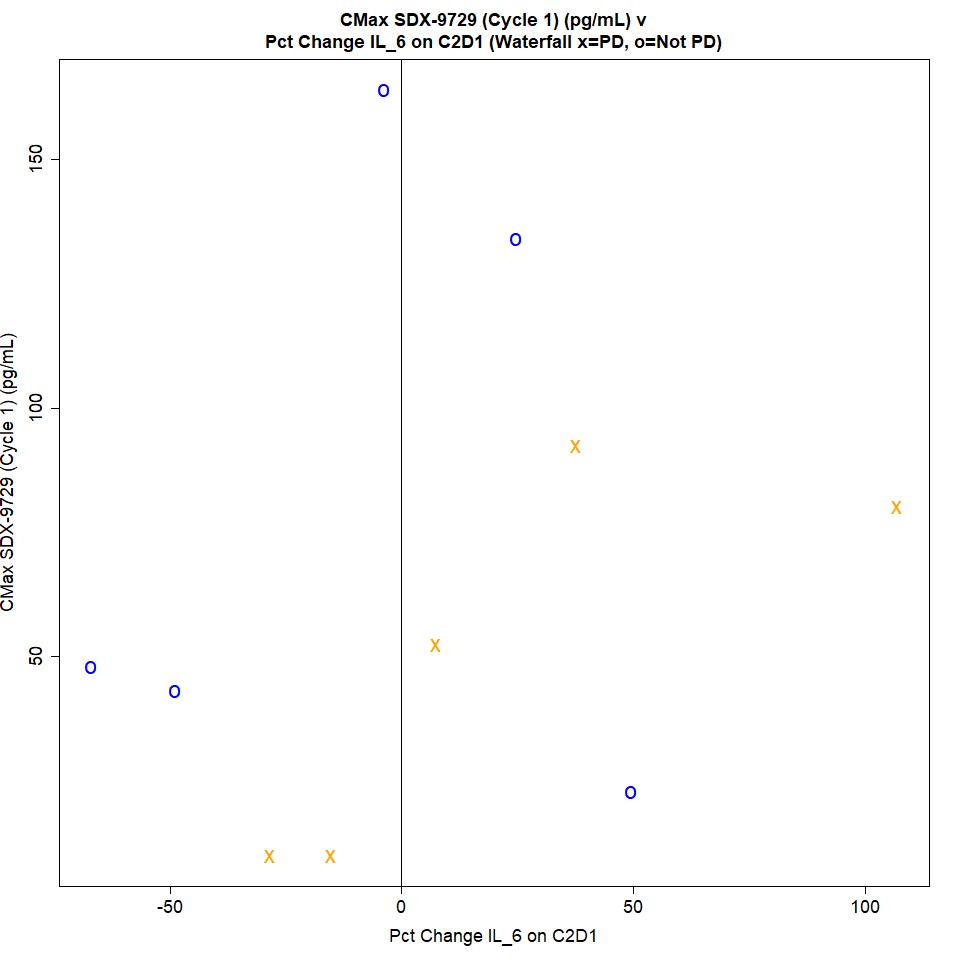 CMax SDX-9729 (Cycle 1) (pg/mL) v
Pct Change IL_6 on C2D1 (Waterfall x=PD, o=Not PD)
CMax SDX-9729 (Cycle 1) (pg/mL)
150
100
50
O
O
X
X
X
O
O
O
X
X
-50
0
50
100
Pct Change IL_6 on C2D1